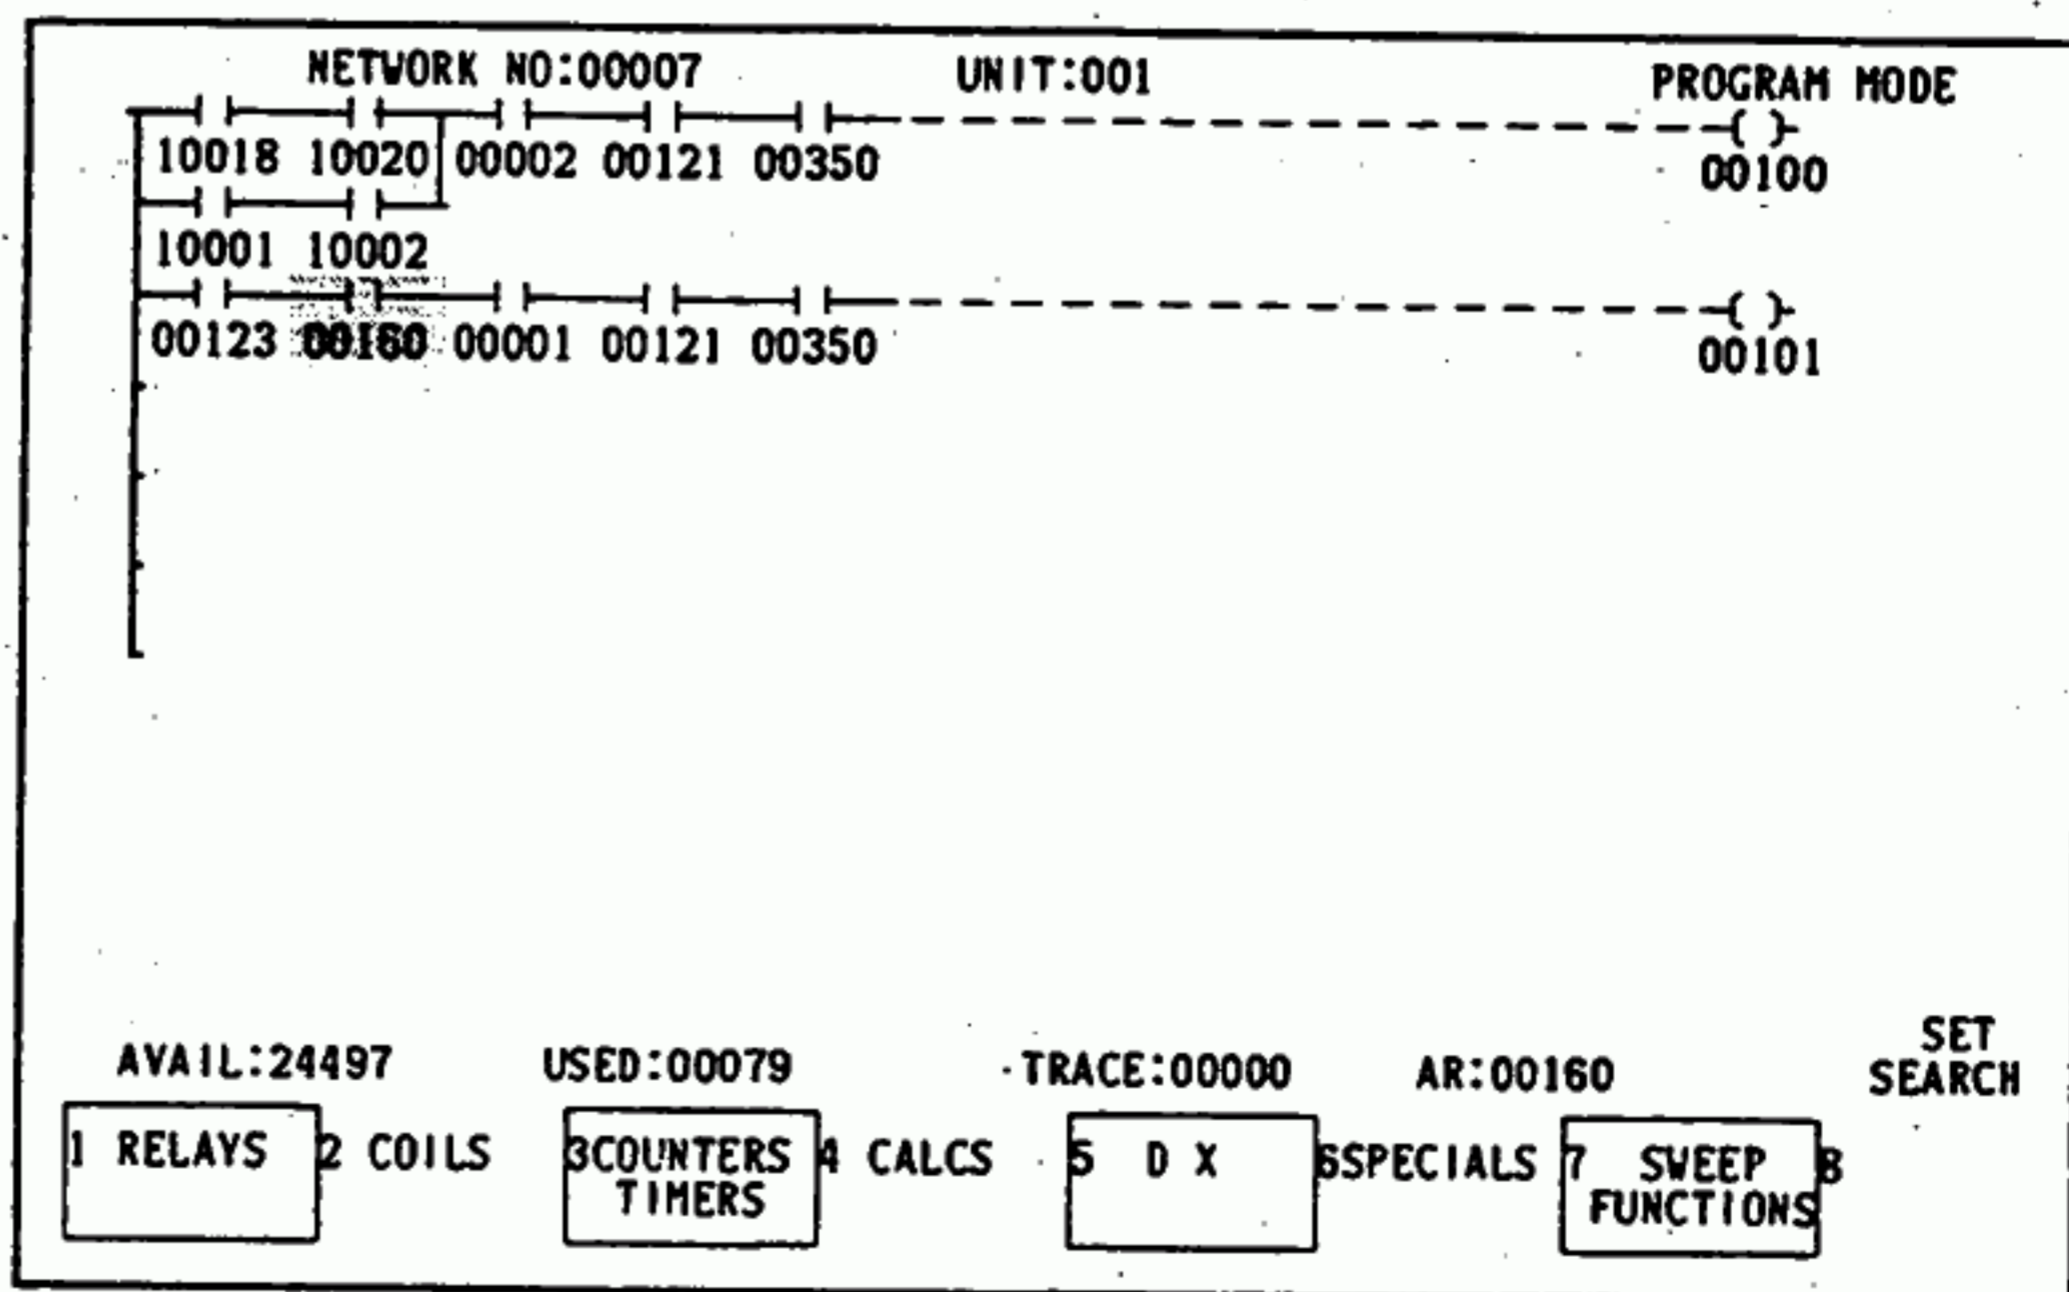 NETWORK NO:00007 UNIT:001 PROGRAM MODE
10018 10020 00002 00121 00350 00100
10001 10002
00123 00160 00001 00121 00350 00101
SET
SEARCH
AVAIL:24497 USED:00079 TRACE:00000 AR:00160
1 RELAYS 2 COILS 3COUNTERS 4 CALCS 5 D X 6SPECIALS 7 SWEEP 8
TIMERS FUNCTIONS